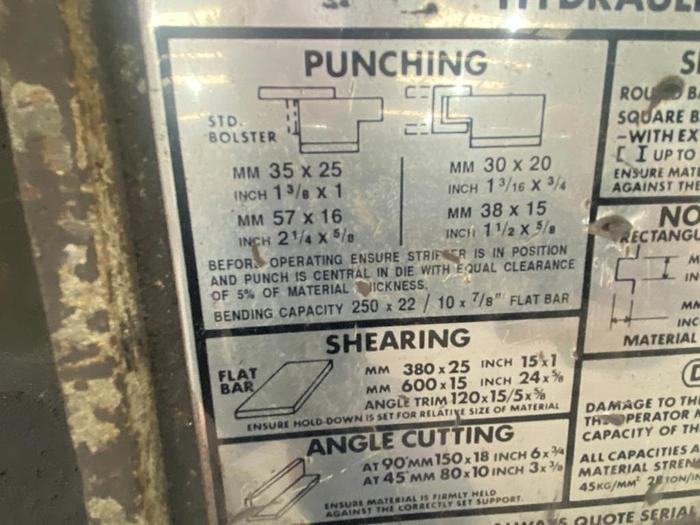 PUNCHING
STD.
BOLSTER
MM 35 x 25
INCH 1 3/8 x 1
MM 57 x 16
INCH 2 1/4 x 5/8
MM 30 x 20
INCH 1 3/16 x 3/4
MM 38 x 15
INCH 1 1/2 x 5/8
BEFORE OPERATING ENSURE STRIPPER IS IN POSITION
AND PUNCH IS CENTRAL IN DIE WITH EQUAL CLEARANCE
OF 5% OF MATERIAL THICKNESS.
BENDING CAPACITY 250 x 22 / 10 x 7/8" FLAT BAR
SHEARING
FLAT
BAR
MM 380 x 25 INCH 15 x 1
MM 600 x 15 INCH 24 x 5/8
ANGLE TRIM 120 x 15/5 x 5/8
ENSURE HOLD-DOWN IS SET FOR RELATIVE SIZE OF MATERIAL
ANGLE CUTTING
AT 90° MM 150 x 18 INCH 6 x 3/4
AT 45° MM 80 x 10 INCH 3 x 3/8
ENSURE MATERIAL IS FIRMLY HELD
AGAINST THE CORRECTLY SET SUPPORT.
SQUARE B
-WITH EX
[ I UP TO
ENSURE MATE
AGAINST THE
NO
RECTANGU
M
IN
MM
INC
MATERIAL
DAMAGE TO TH
THE OPERATOR
CAPACITY OF TH
ALL CAPACITIES A
MATERIAL STREN
45KG/MM²
QUOTE SERIA